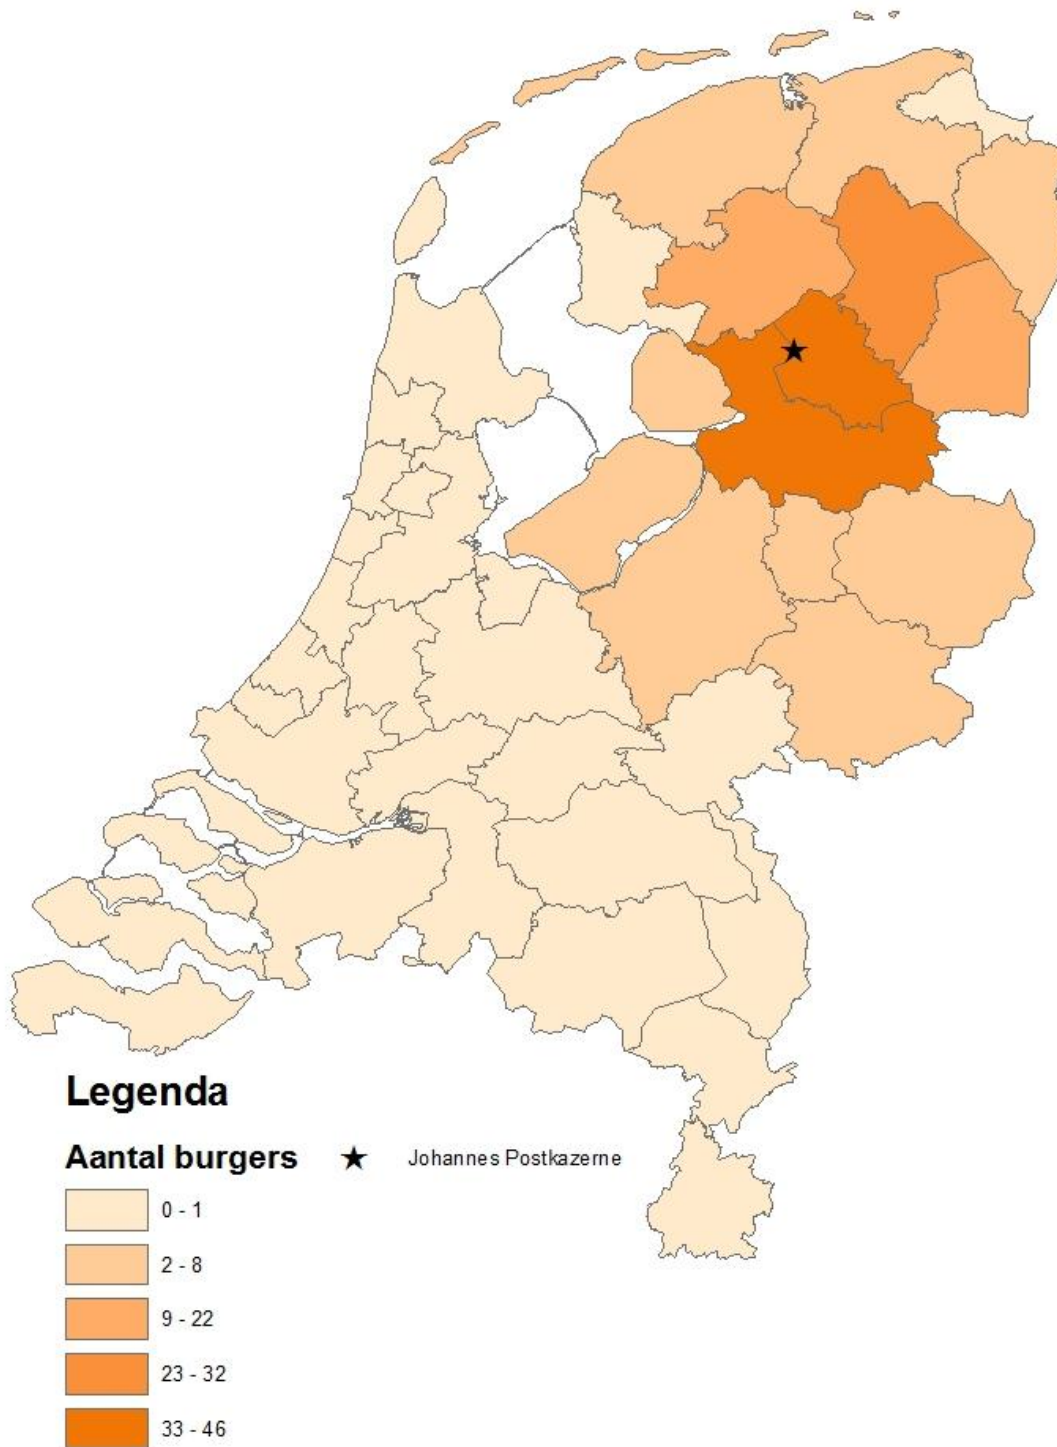 Legenda
Aantal burgers
Johannes Postkazerne
0 - 1
2 - 8
9 - 22
23 - 32
33 - 46